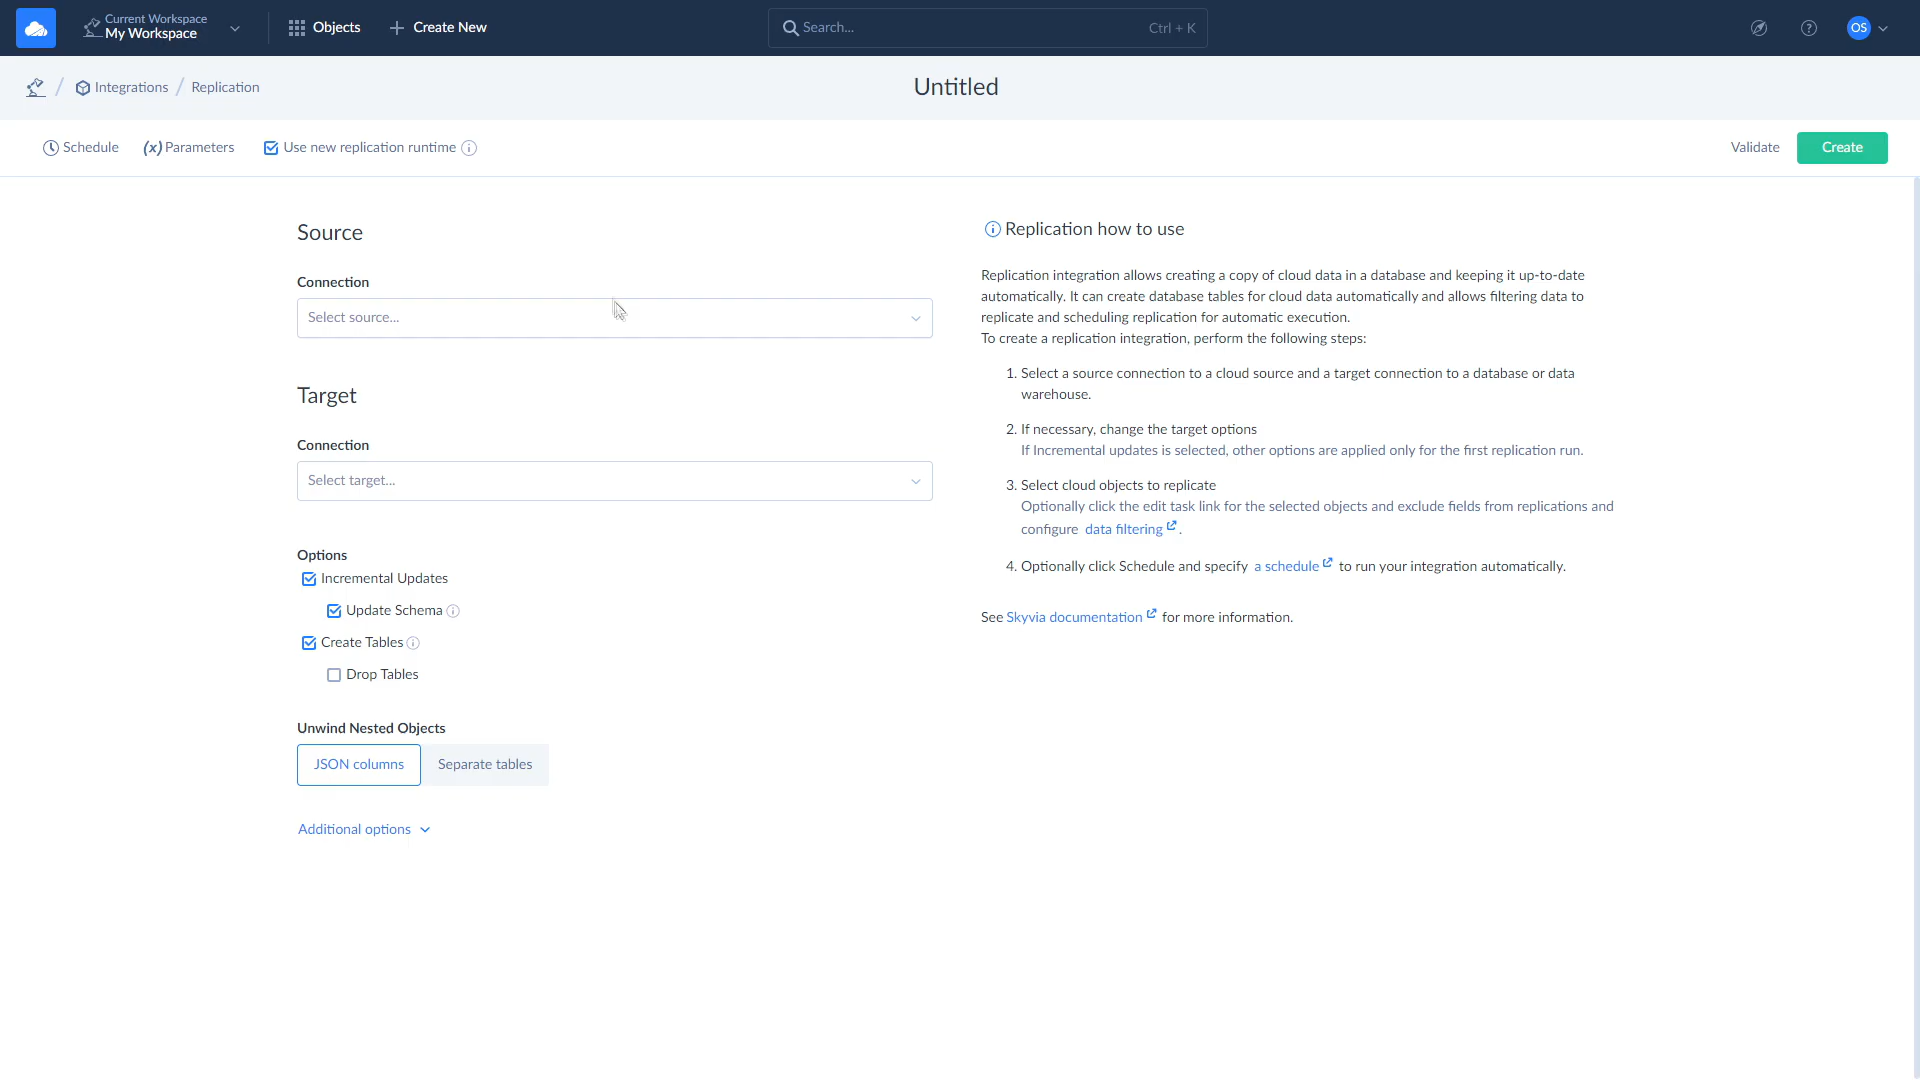 Current Workspace
My Workspace
Objects
Create New
Search...
Ctrl + K
OS
/ Integrations / Replication
Untitled
Schedule
(x) Parameters
Use new replication runtime
Validate
Create
Source
Connection
Select source...
Target
Connection
Select target...
Options
Incremental Updates
Update Schema
Create Tables
Drop Tables
Unwind Nested Objects
JSON columns
Separate tables
Additional options
Replication how to use
Replication integration allows creating a copy of cloud data in a database and keeping it up-to-date
automatically. It can create database tables for cloud data automatically and allows filtering data to
replicate and scheduling replication for automatic execution.
To create a replication integration, perform the following steps:
1. Select a source connection to a cloud source and a target connection to a database or data
warehouse.
2. If necessary, change the target options
If Incremental updates is selected, other options are applied only for the first replication run.
3. Select cloud objects to replicate
Optionally click the edit task link for the selected objects and exclude fields from replications and
configure data filtering .
4. Optionally click Schedule and specify a schedule to run your integration automatically.
See Skyvia documentation for more information.